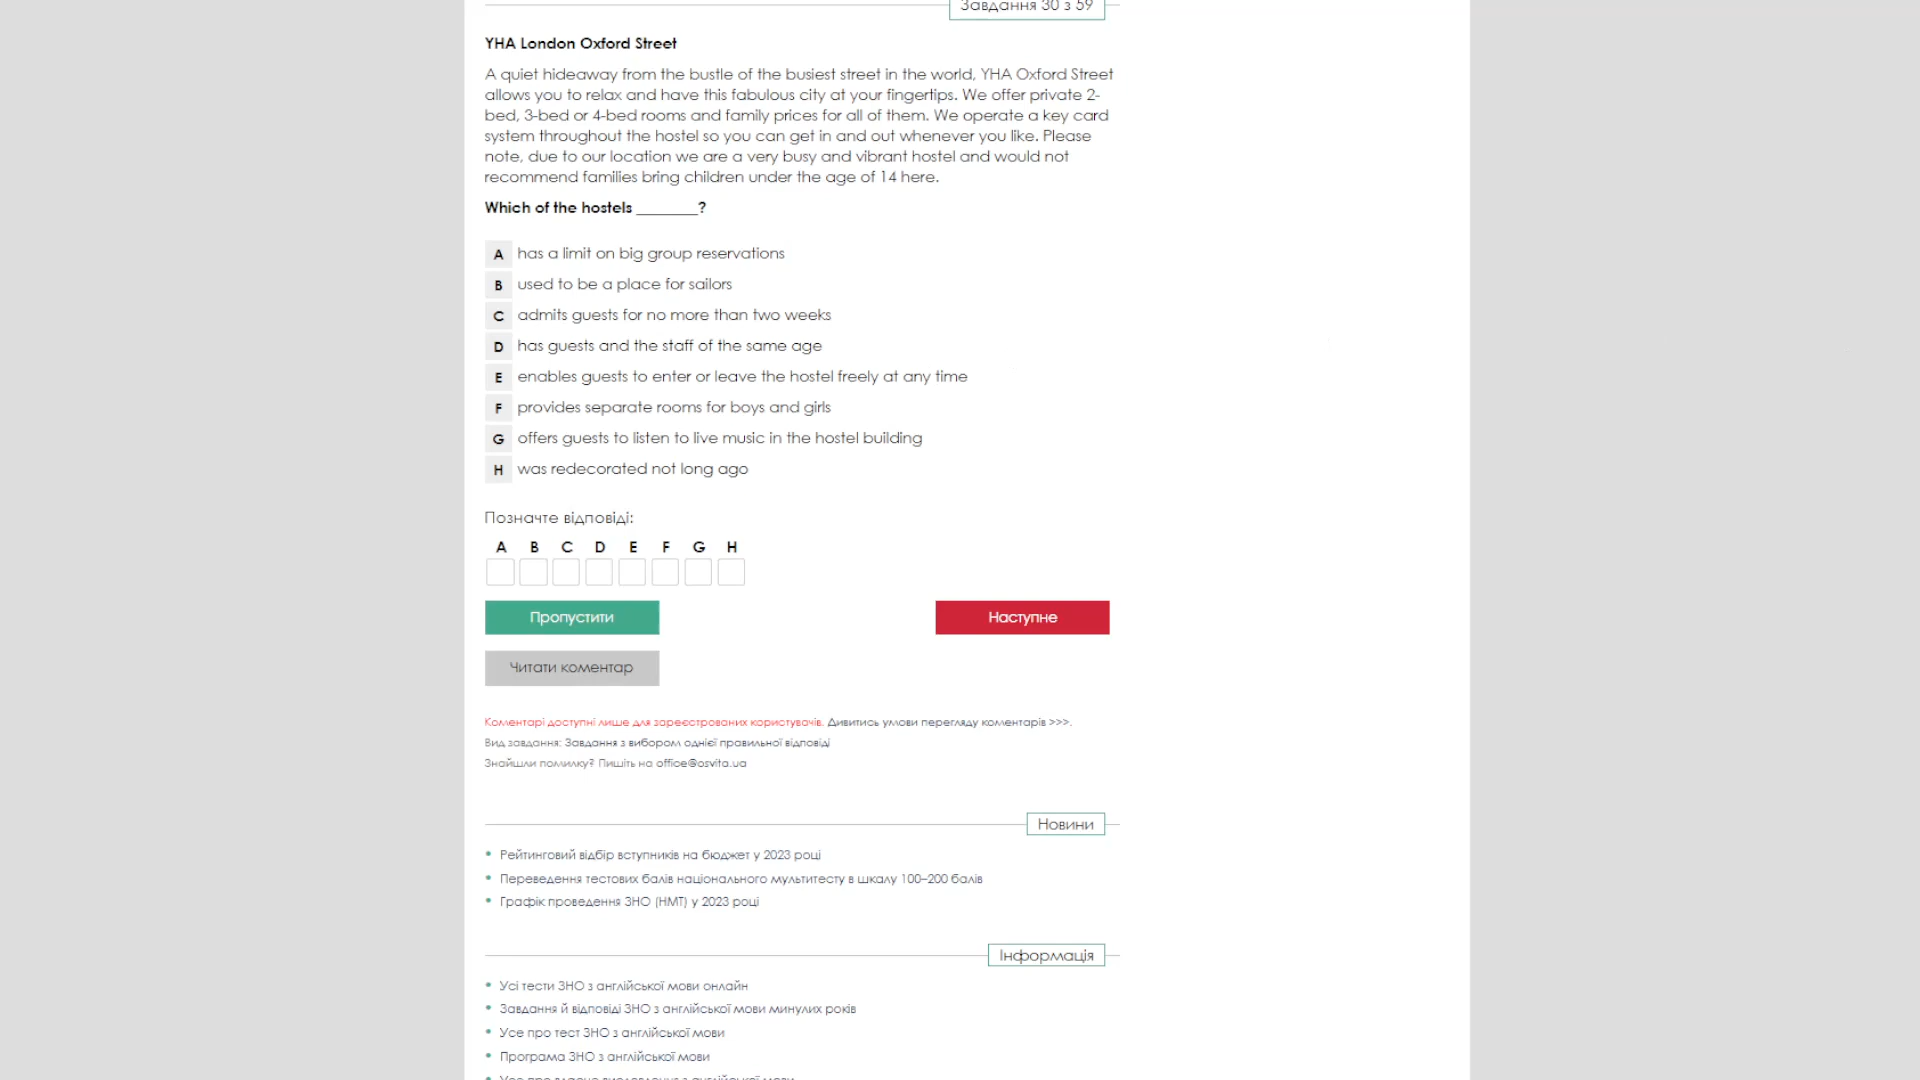 Завдання 30 з 59
YHA London Oxford Street
A quiet hideaway from the bustle of the busiest street in the world, YHA Oxford Street
allows you to relax and have this fabulous city at your fingertips. We offer private 2-
bed, 3-bed or 4-bed rooms and family prices for all of them. We operate a key card
system throughout the hostel so you can get in and out whenever you like. Please
note, due to our location we are a very busy and vibrant hostel and would not
recommend families bring children under the age of 14 here.
Which of the hostels ________?
A has a limit on big group reservations
B used to be a place for sailors
C admits guests for no more than two weeks
D has guests and the staff of the same age
E enables guests to enter or leave the hostel freely at any time
F provides separate rooms for boys and girls
G offers guests to listen to live music in the hostel building
H was redecorated not long ago
Позначте відповіді:
A B C D E F G H
Пропустити
Наступне
Читати коментар
Коментарі доступні лише для зареєстрованих користувачів. Дивитись умови перегляду коментарів >>>.
Вид завдання: Завдання з вибором однієї правильної відповіді
Знайшли помилку? Пишіть на office@osvita.ua
Новини
Рейтинговий відбір вступників на бюджет у 2023 році
Переведення тестових балів національного мультитесту в шкалу 100–200 балів
Графік проведення ЗНО (НМТ) у 2023 році
Інформація
Усі тести ЗНО з англійської мови онлайн
Завдання й відповіді ЗНО з англійської мови минулих років
Усе про тест ЗНО з англійської мови
Програма ЗНО з англійської мови
Усе про власне висловлення з англійської мови